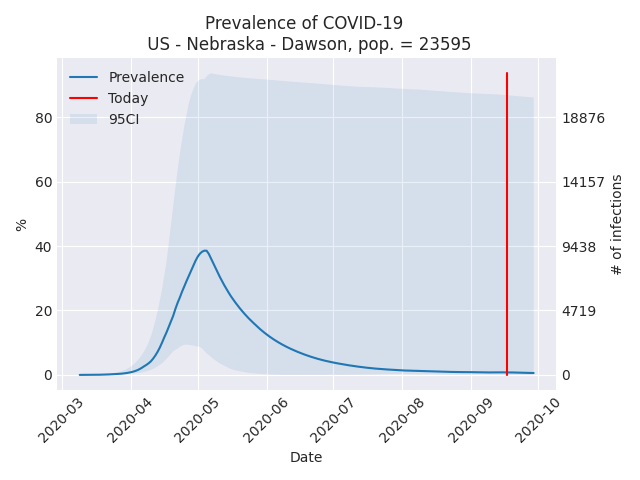 Prevalence of COVID-19
US - Nebraska - Dawson, pop. = 23595
Prevalence
Today
95CI
80
60
40
20
0
%
18876
14157
9438
4719
0
# of infections
2020-03
2020-04
2020-05
2020-06
2020-07
2020-08
2020-09
2020-10
Date